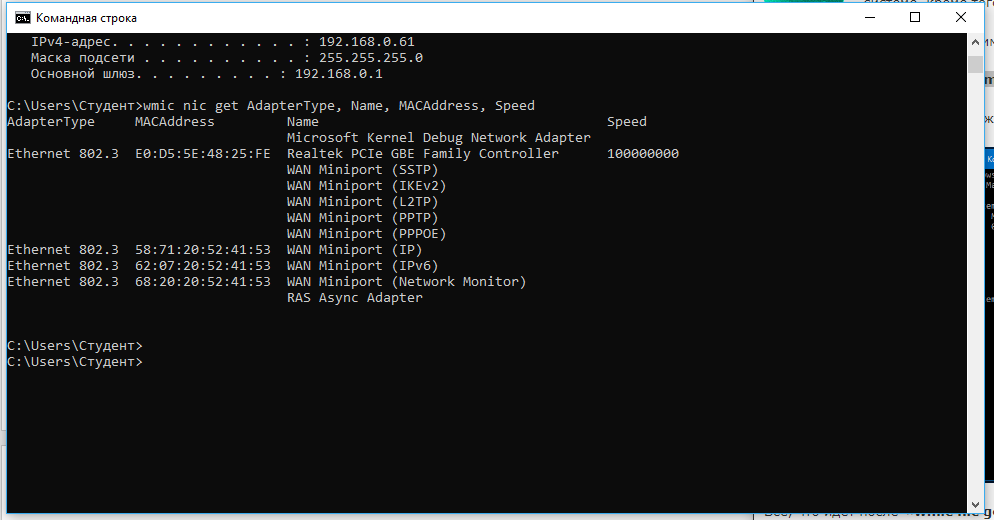 Командная строка
IPv4-адрес. . . . . . . . . . . . : 192.168.0.61
Маска подсети . . . . . . . . . . : 255.255.255.0
Основной шлюз. . . . . . . . . : 192.168.0.1
C:\Users\Студент>wmic nic get AdapterType, Name, MACAddress, Speed
AdapterType MACAddress Name Speed
Microsoft Kernel Debug Network Adapter
Ethernet 802.3 E0:D5:5E:48:25:FE Realtek PCIe GBE Family Controller 100000000
WAN Miniport (SSTP)
WAN Miniport (IKEv2)
WAN Miniport (L2TP)
WAN Miniport (PPTP)
WAN Miniport (PPPOE)
Ethernet 802.3 58:71:20:52:41:53 WAN Miniport (IP)
Ethernet 802.3 62:07:20:52:41:53 WAN Miniport (IPv6)
Ethernet 802.3 68:20:20:52:41:53 WAN Miniport (Network Monitor)
RAS Async Adapter
C:\Users\Студент>
C:\Users\Студент>